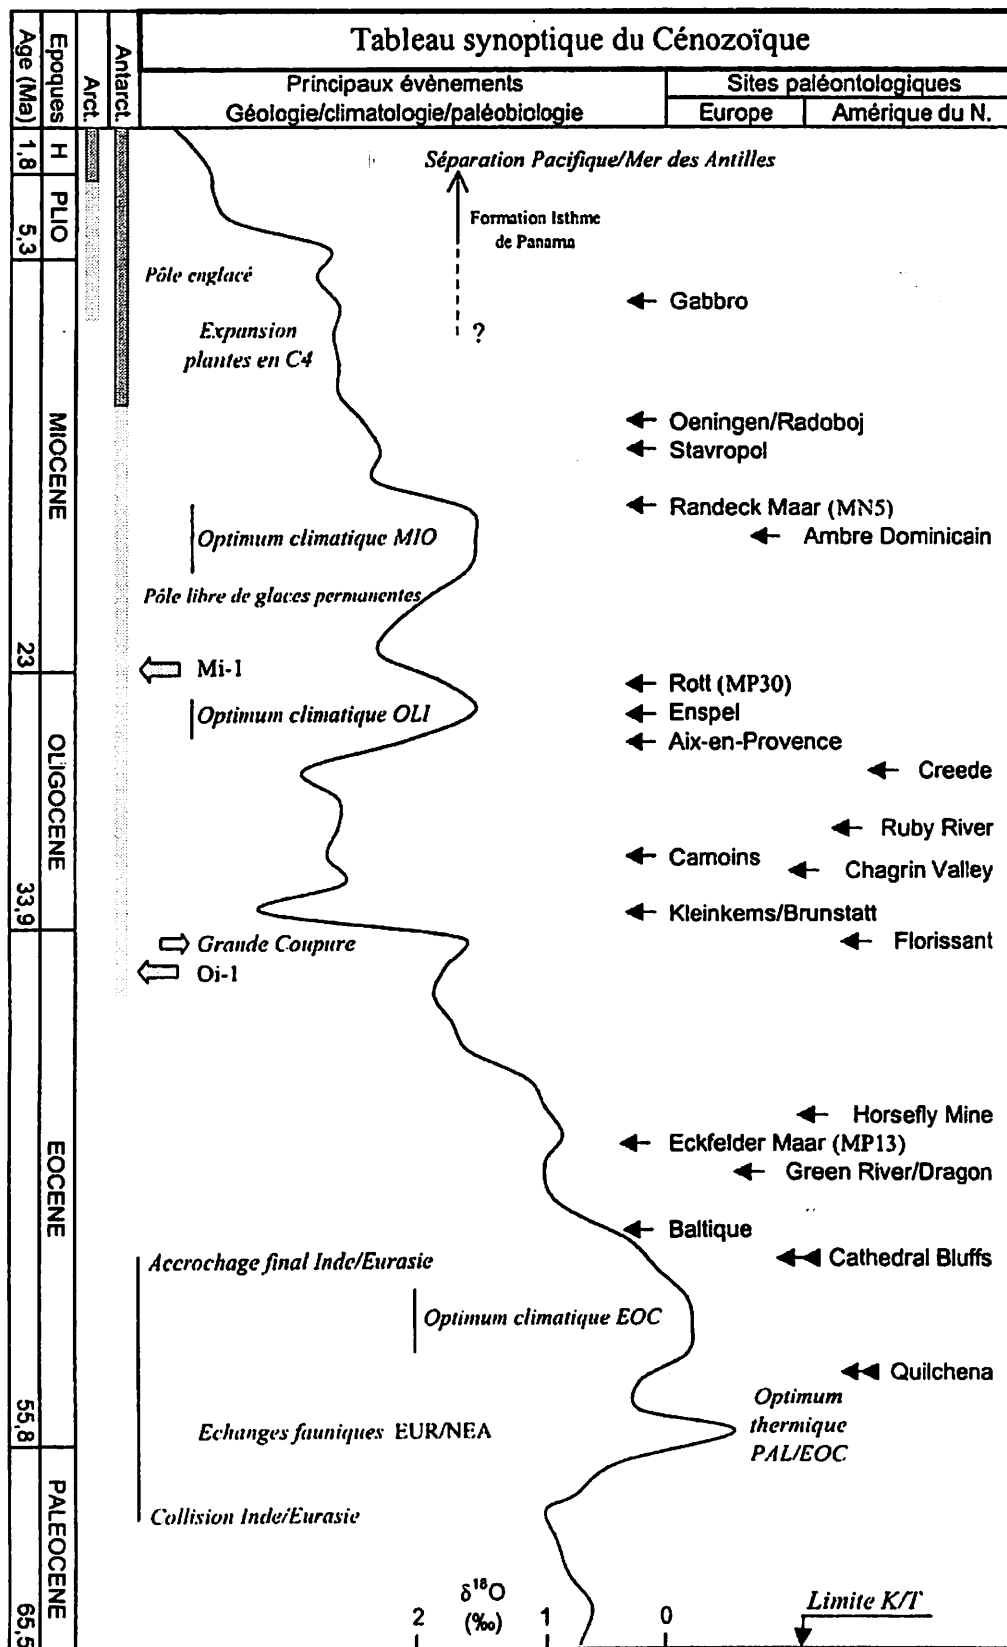 Tableau synoptique du Cénozoïque
Principaux évènements
Géologie/climatologie/paléobiologie
Sites paléontologiques
Europe
Amérique du N.
Age (Ma)
Epoques
Arct.
Antarct.
1,8
H
PLIO
5,3
MIOCENE
23
OLIGOCENE
33,9
EOCENE
55,8
PALEOCENE
65,5
Séparation Pacifique/Mer des Antilles
Formation Isthme
de Panama
Pôle englacé
Gabbro
Expansion
plantes en C4
?
Oeningen/Radoboj
Stavropol
Randeck Maar (MN5)
Optimum climatique MIO
Ambre Dominicain
Pôle libre de glaces permanentes
Mi-1
Rott (MP30)
Optimum climatique OLI
Enspel
Aix-en-Provence
Creede
Ruby River
Camoins
Chagrin Valley
Kleinkems/Brunstatt
Grande Coupure
Florissant
Oi-1
Horsefly Mine
Eckfelder Maar (MP13)
Green River/Dragon
Baltique
Accrochage final Inde/Eurasie
Cathedral Bluffs
Optimum climatique EOC
Quilchena
Optimum
thermique
PAL/EOC
Echanges fauniques EUR/NEA
Collision Inde/Eurasie
δ18O
(‰)
2
1
0
Limite K/T